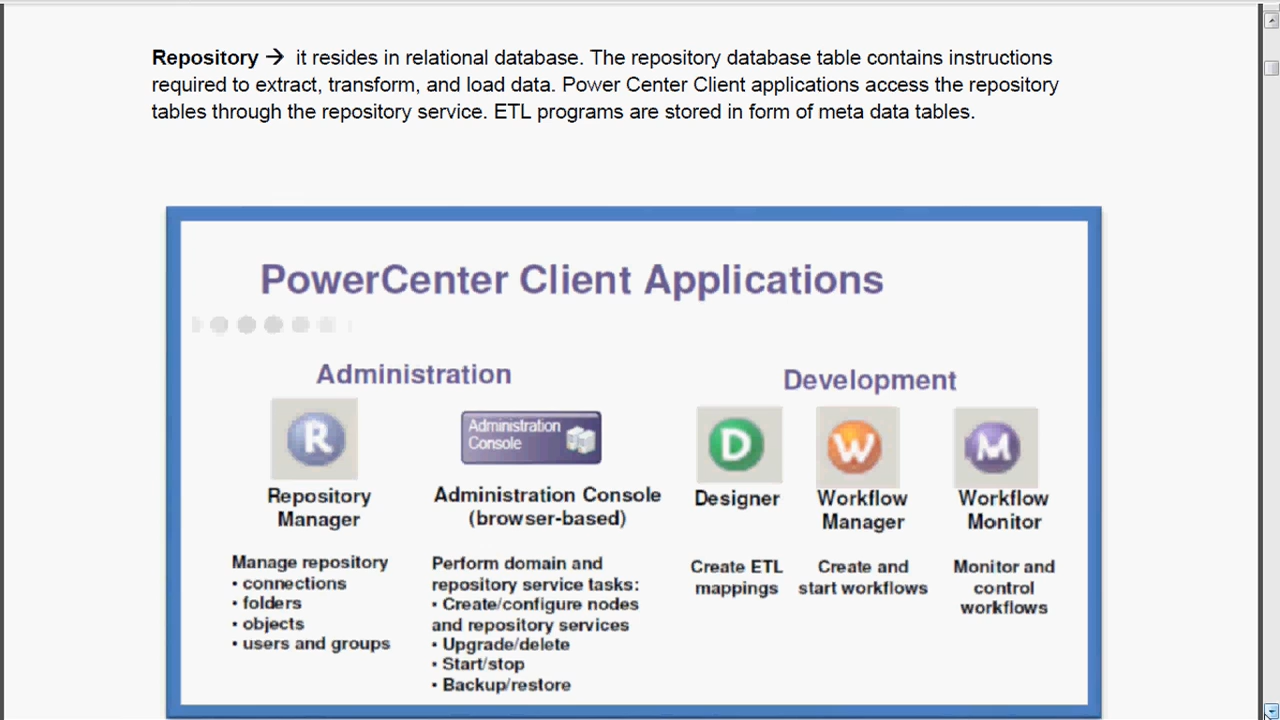 Repository → it resides in relational database. The repository database table contains instructions
required to extract, transform, and load data. Power Center Client applications access the repository
tables through the repository service. ETL programs are stored in form of meta data tables.
PowerCenter Client Applications
Administration
Development
R
Administration
Console
D
W
M
Repository
Manager
Administration Console
(browser-based)
Designer
Workflow
Manager
Workflow
Monitor
Manage repository
• connections
• folders
• objects
• users and groups
Perform domain and
repository service tasks:
• Create/configure nodes
and repository services
• Upgrade/delete
• Start/stop
• Backup/restore
Create ETL
mappings
Create and
start workflows
Monitor and
control
workflows